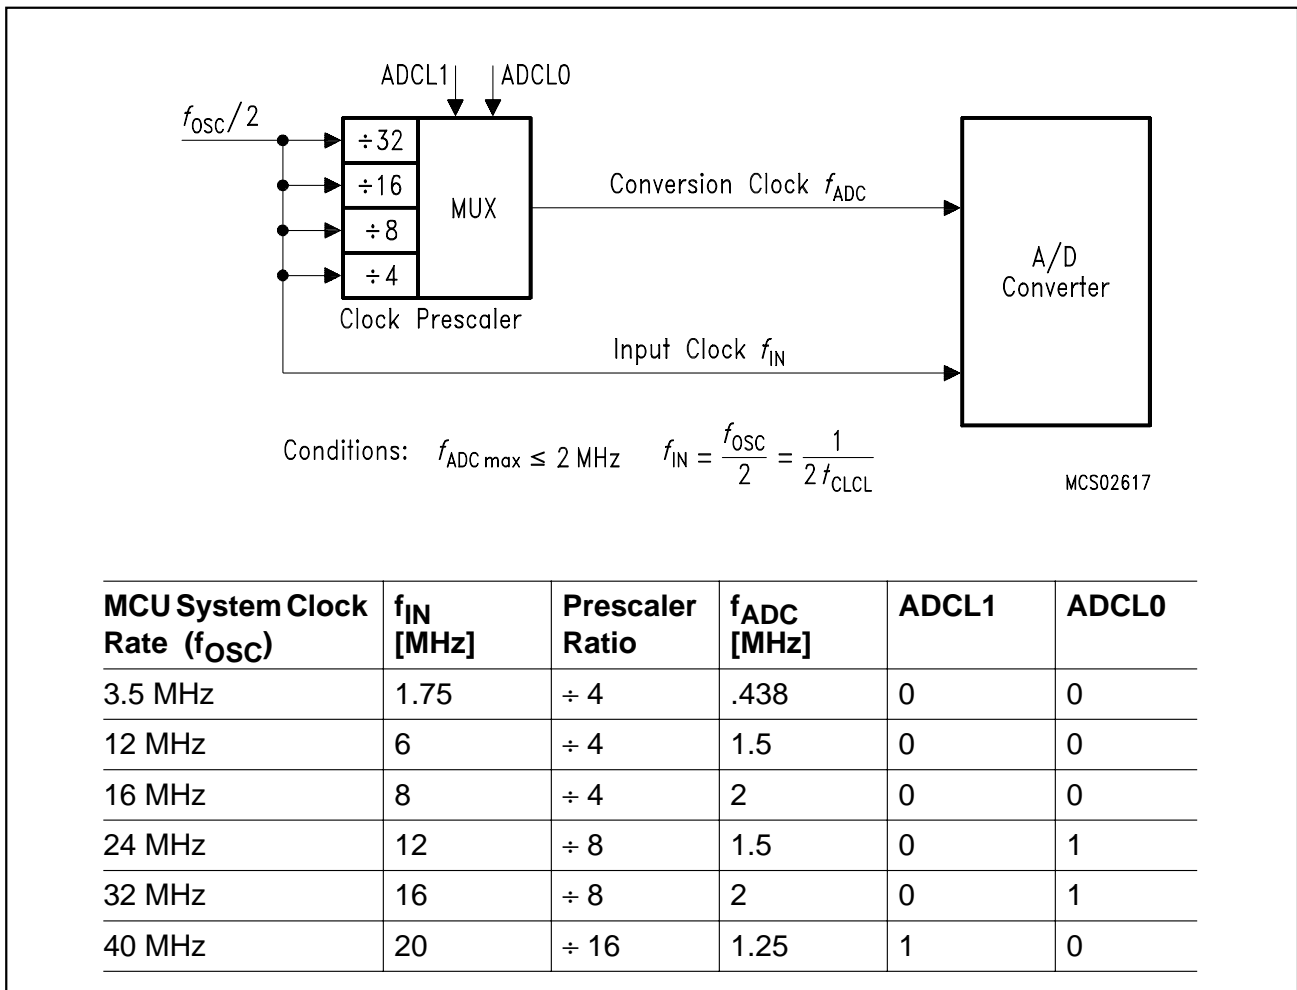 ADCL1 ADCL0
fOSC/2
÷32
÷16
÷8
÷4
MUX
Clock Prescaler
Conversion Clock fADC
Input Clock fIN
A/D
Converter
Conditions: fADC max ≤ 2 MHz fIN = fOSC/2 = 1/2 tCLCL
MCS02617
MCU System Clock Rate (fOSC) | fIN [MHz] | Prescaler Ratio | fADC [MHz] | ADCL1 | ADCL0
3.5 MHz | 1.75 | ÷ 4 | .438 | 0 | 0
12 MHz | 6 | ÷ 4 | 1.5 | 0 | 0
16 MHz | 8 | ÷ 4 | 2 | 0 | 0
24 MHz | 12 | ÷ 8 | 1.5 | 0 | 1
32 MHz | 16 | ÷ 8 | 2 | 0 | 1
40 MHz | 20 | ÷ 16 | 1.25 | 1 | 0